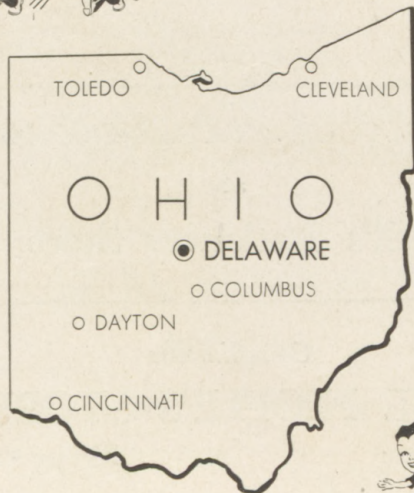 TOLEDO
CLEVELAND
OHIO
DELAWARE
COLUMBUS
DAYTON
CINCINNATI